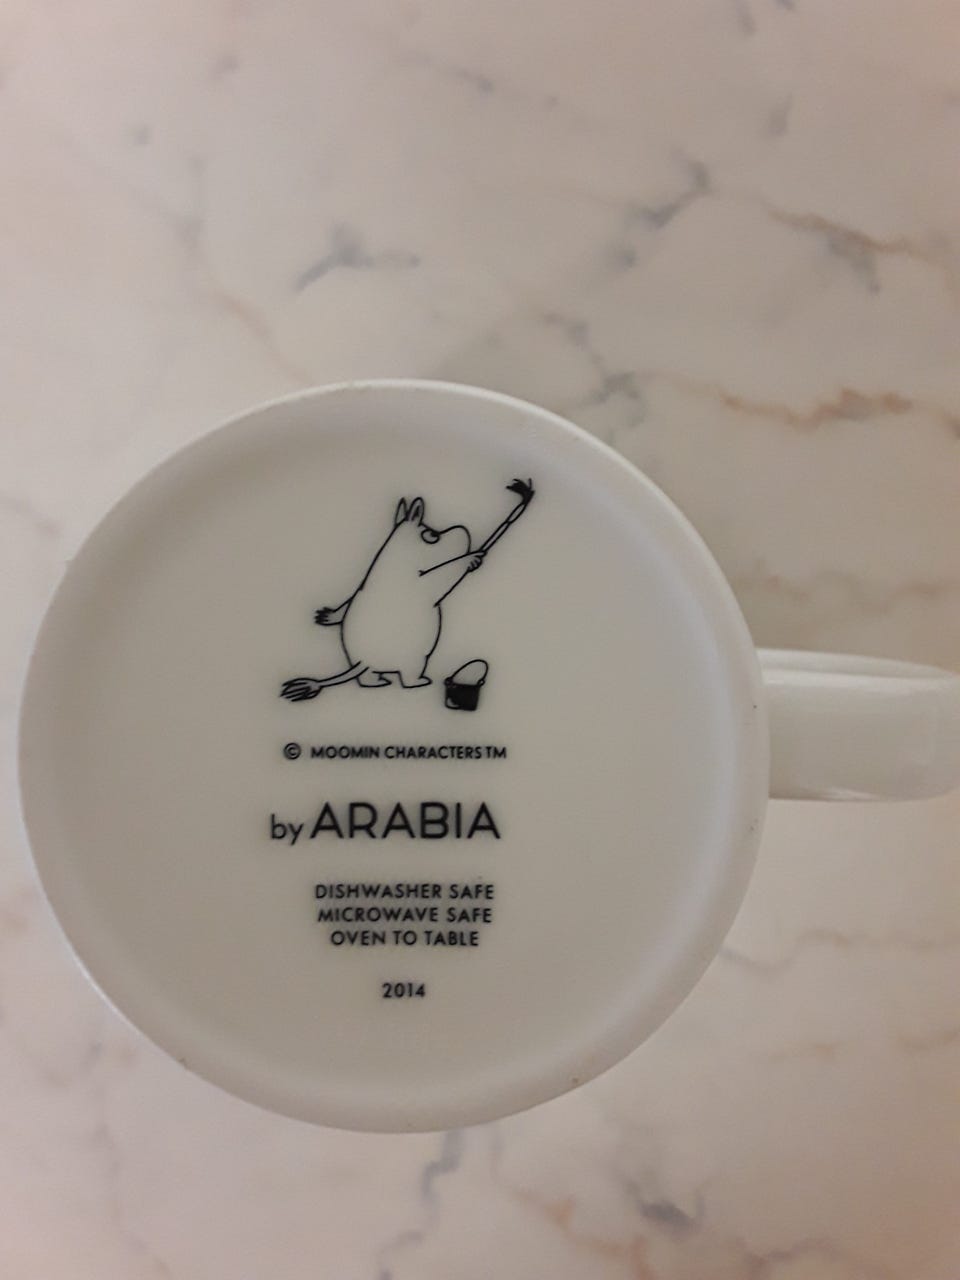 © MOOMIN CHARACTERS TM
by ARABIA
DISHWASHER SAFE
MICROWAVE SAFE
OVEN TO TABLE
2014